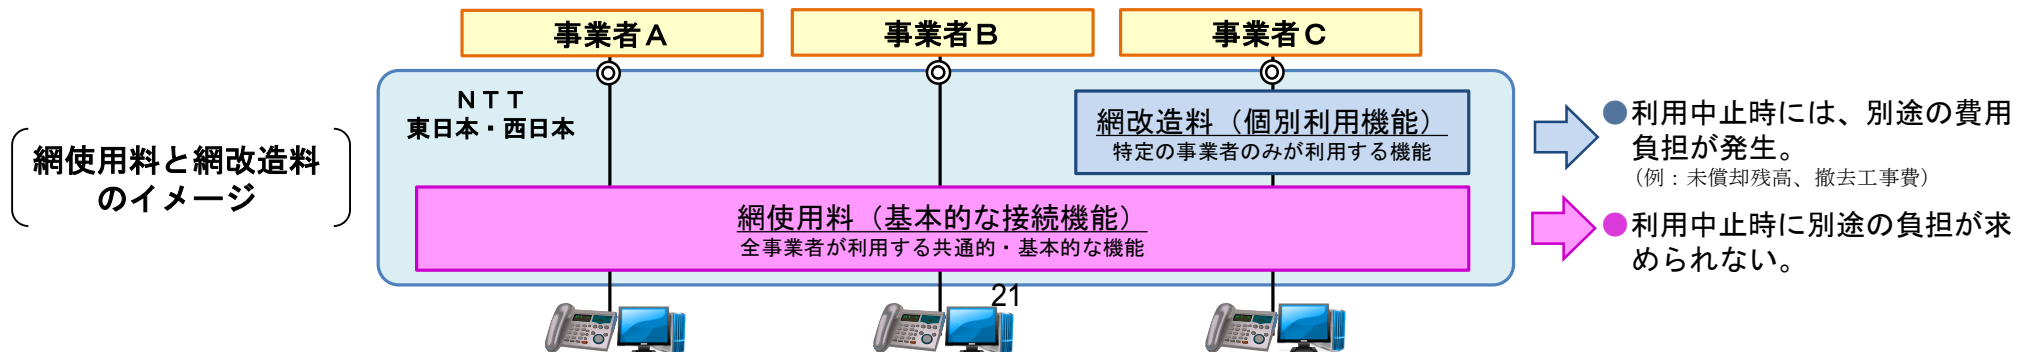 事業者A
事業者B
事業者C
NTT
東日本・西日本
網使用料と網改造料
のイメージ
網改造料（個別利用機能）
特定の事業者のみが利用する機能
網使用料（基本的な接続機能）
全事業者が利用する共通的・基本的な機能
●利用中止時には、別途の費用
負担が発生。
（例：未償却残高、撤去工事費）
●利用中止時に別途の負担が求
められない。
21